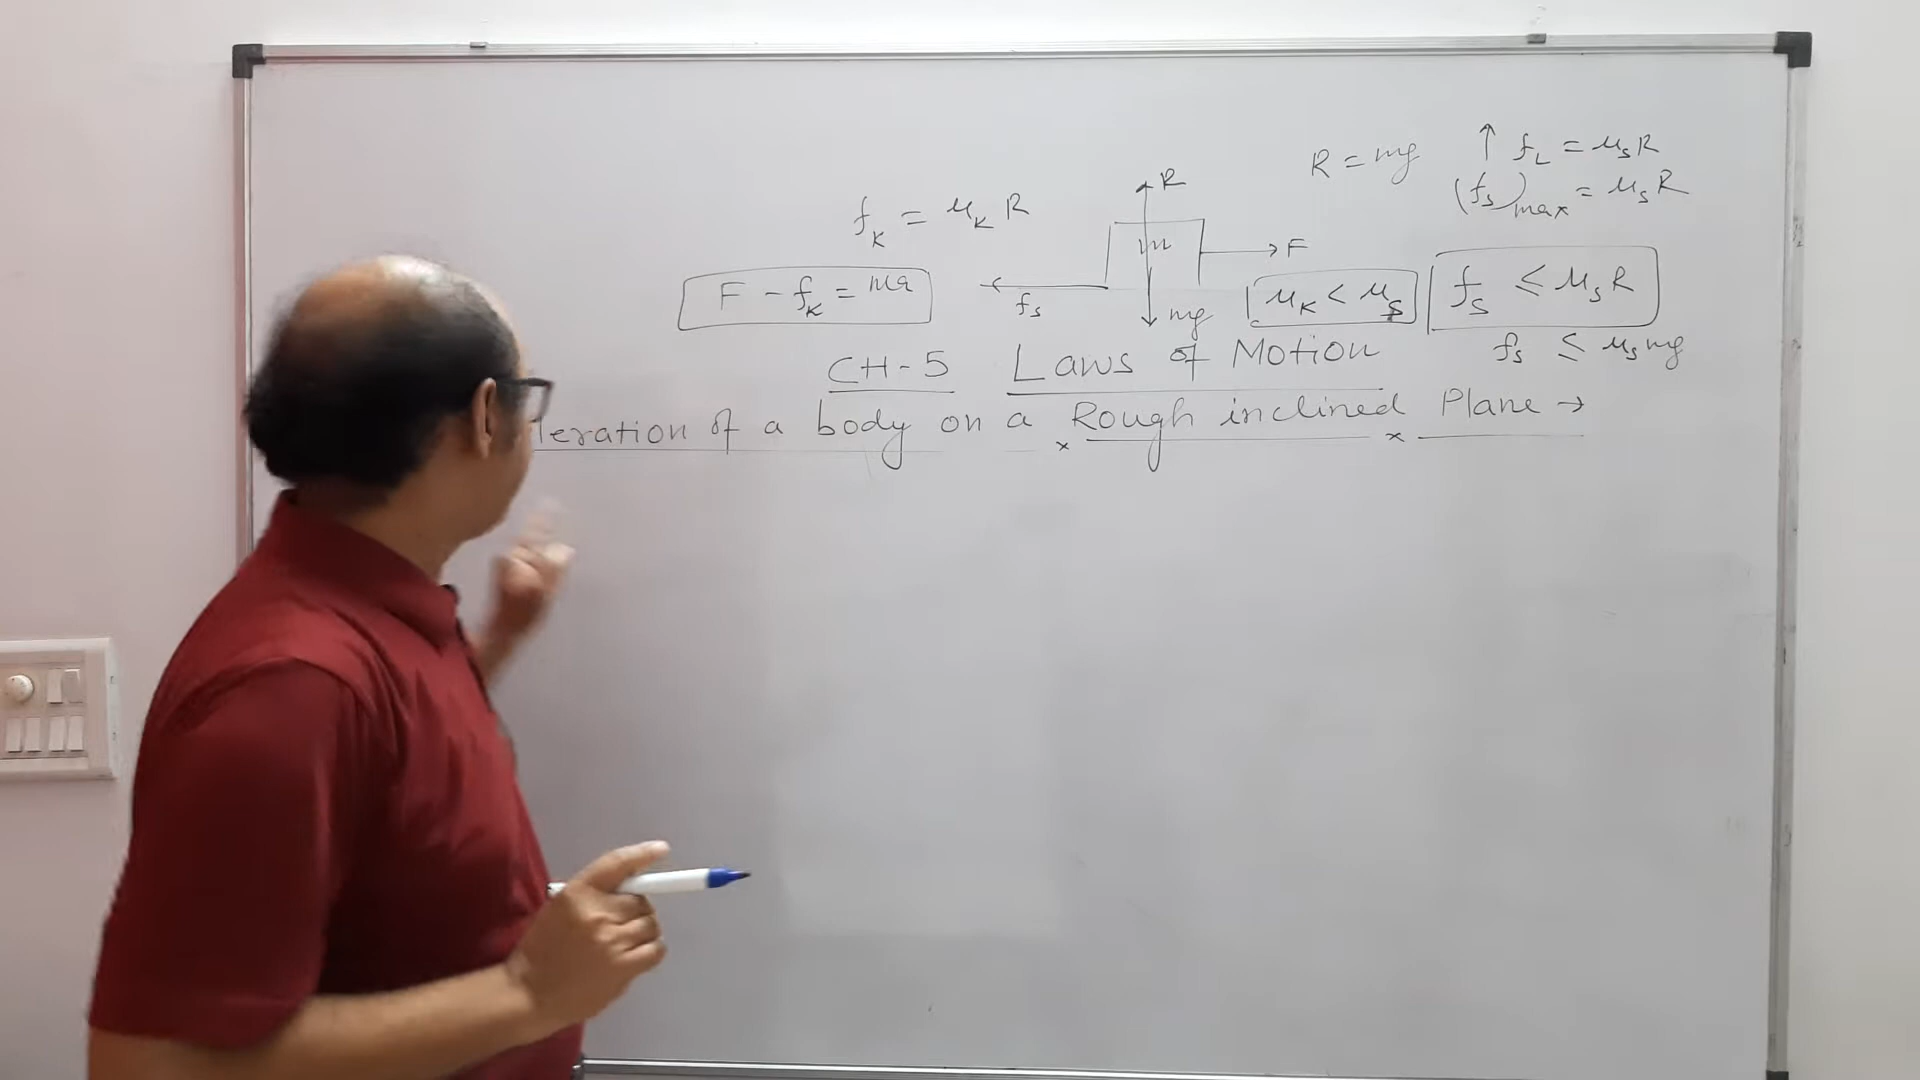 R = mg ↑ f_L = μ_s R
(f_s)_max = μ_s R
f_K = μ_K R
R
m
F
F - f_K = ma
f_s
mg
μ_K < μ_s
f_s ≤ μ_s R
f_s ≤ μ_s mg
CH-5 Laws of Motion
leration of a body on a Rough inclined Plane →
x x